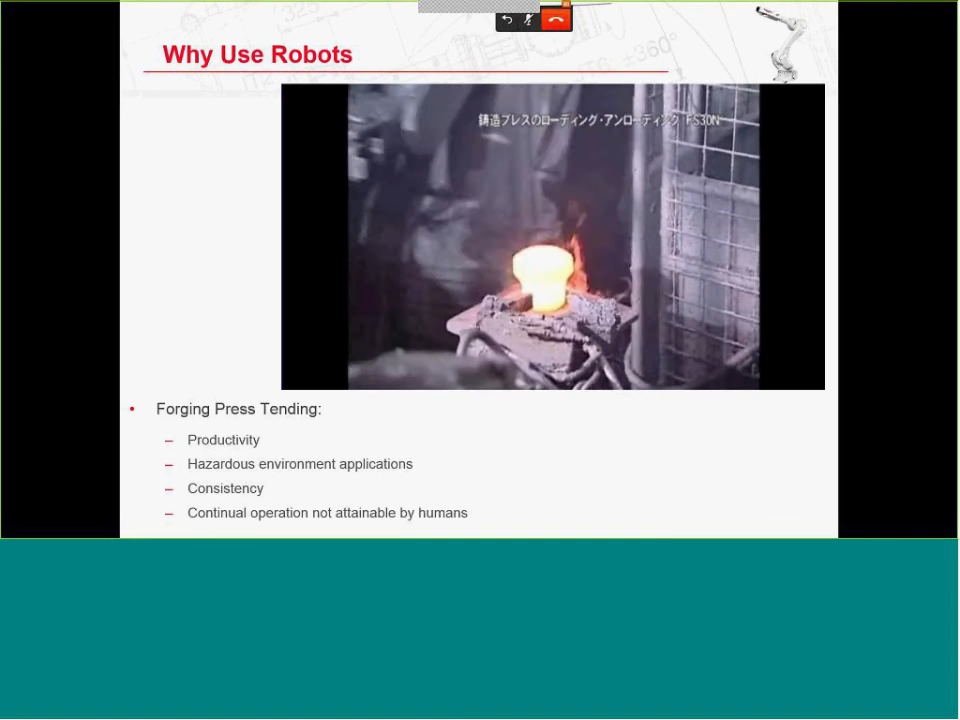 Why Use Robots
鋳造プレスのローディング・アンローディング FS30N
• Forging Press Tending:
– Productivity
– Hazardous environment applications
– Consistency
– Continual operation not attainable by humans